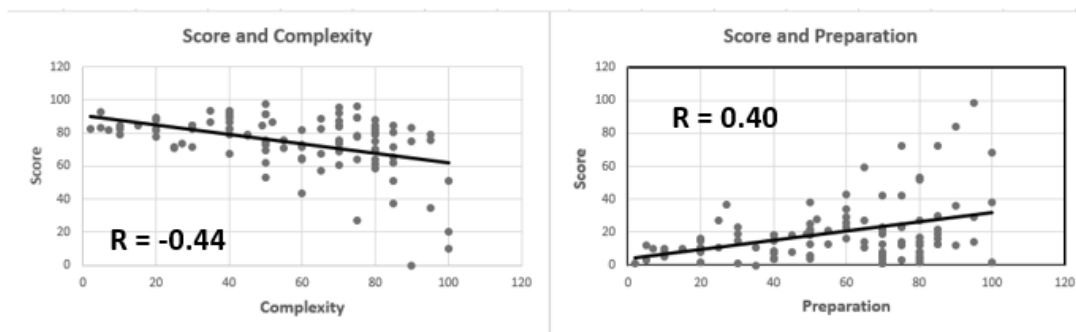 Score and Complexity
120
100
80
60
40
20
0
Score
R = -0.44
0 20 40 60 80 100 120
Complexity
Score and Preparation
120
100
80
60
40
20
0
Score
R = 0.40
0 20 40 60 80 100 120
Preparation